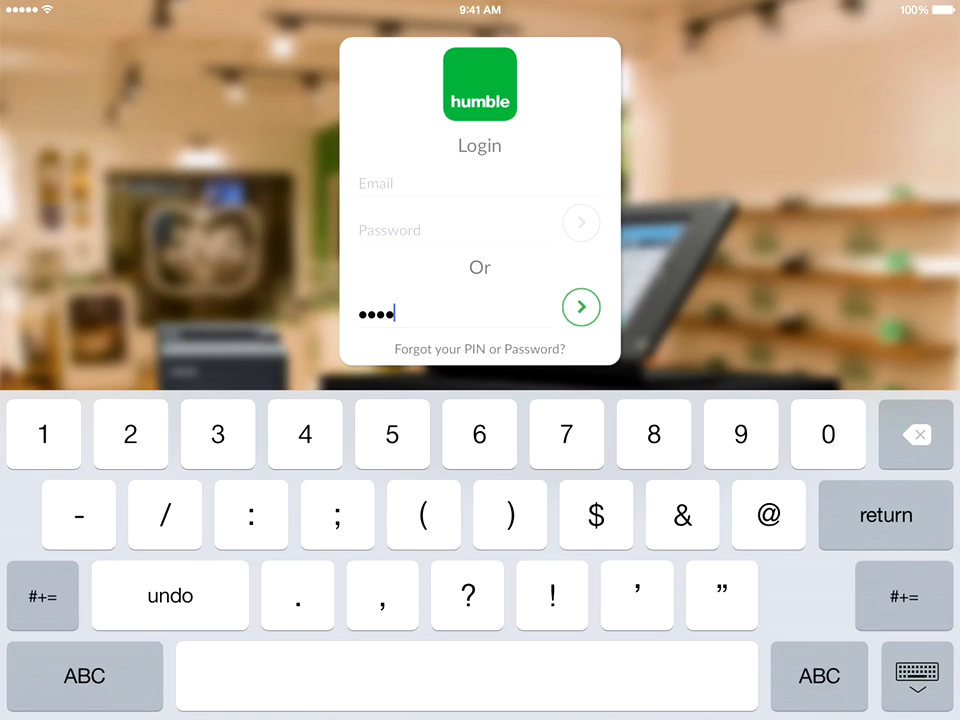 9:41 AM
100%
humble
Login
Email
Password
Or
••••
Forgot your PIN or Password?
1 2 3 4 5 6 7 8 9 0
- / : ; ( ) $ & @ return
#+= undo . , ? ! ’ ” #+=
ABC ABC